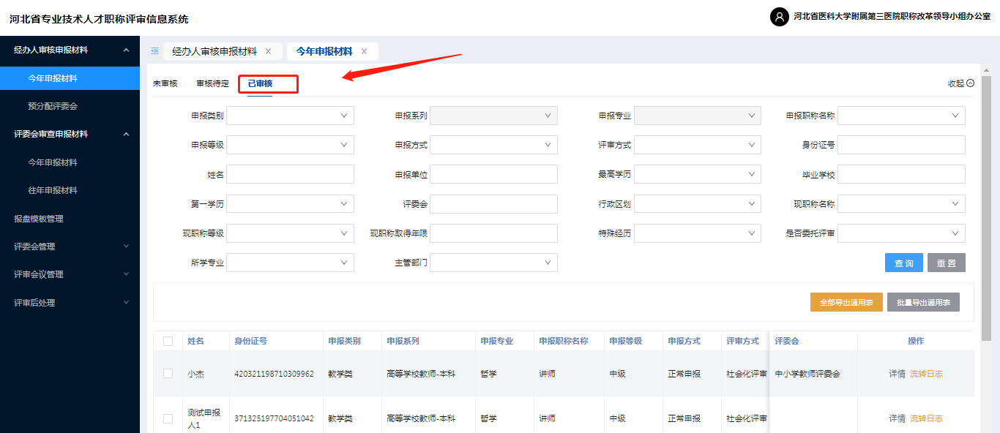 河北省专业技术人才职称评审信息系统
河北省医科大学附属第三医院职称改革领导小组办公室
经办人审核申报材料
今年申报材料
预分配评委会
评委会审查申报材料
今年申报材料
往年申报材料
报盘模板管理
评委会管理
评审会议管理
评审后处理
经办人审核申报材料 X 今年申报材料 X
未审核 审核待定 已审核 收起
申报类别 申报系列 申报专业 申报职称名称
申报等级 申报方式 评审方式 身份证号
姓名 申报单位 最高学历 毕业学校
第一学历 评委会 行政区划 现职称名称
现职称等级 现职称取得年限 特殊经历 是否委托评审
所学专业 主管部门 查 询 重 置
全部导出通用表 批量导出通用表
姓名 身份证号 申报类别 申报系列 申报专业 申报职称名称 申报等级 申报方式 评审方式 评委会 操作
小杰 420321198710309962 教学类 高等学校教师-本科 哲学 讲师 中级 正常申报 社会化评审 中小学教师评委会 详情 流转日志
测试申报人1 371325197704051042 教学类 高等学校教师-本科 哲学 讲师 中级 正常申报 社会化评审 详情 流转日志